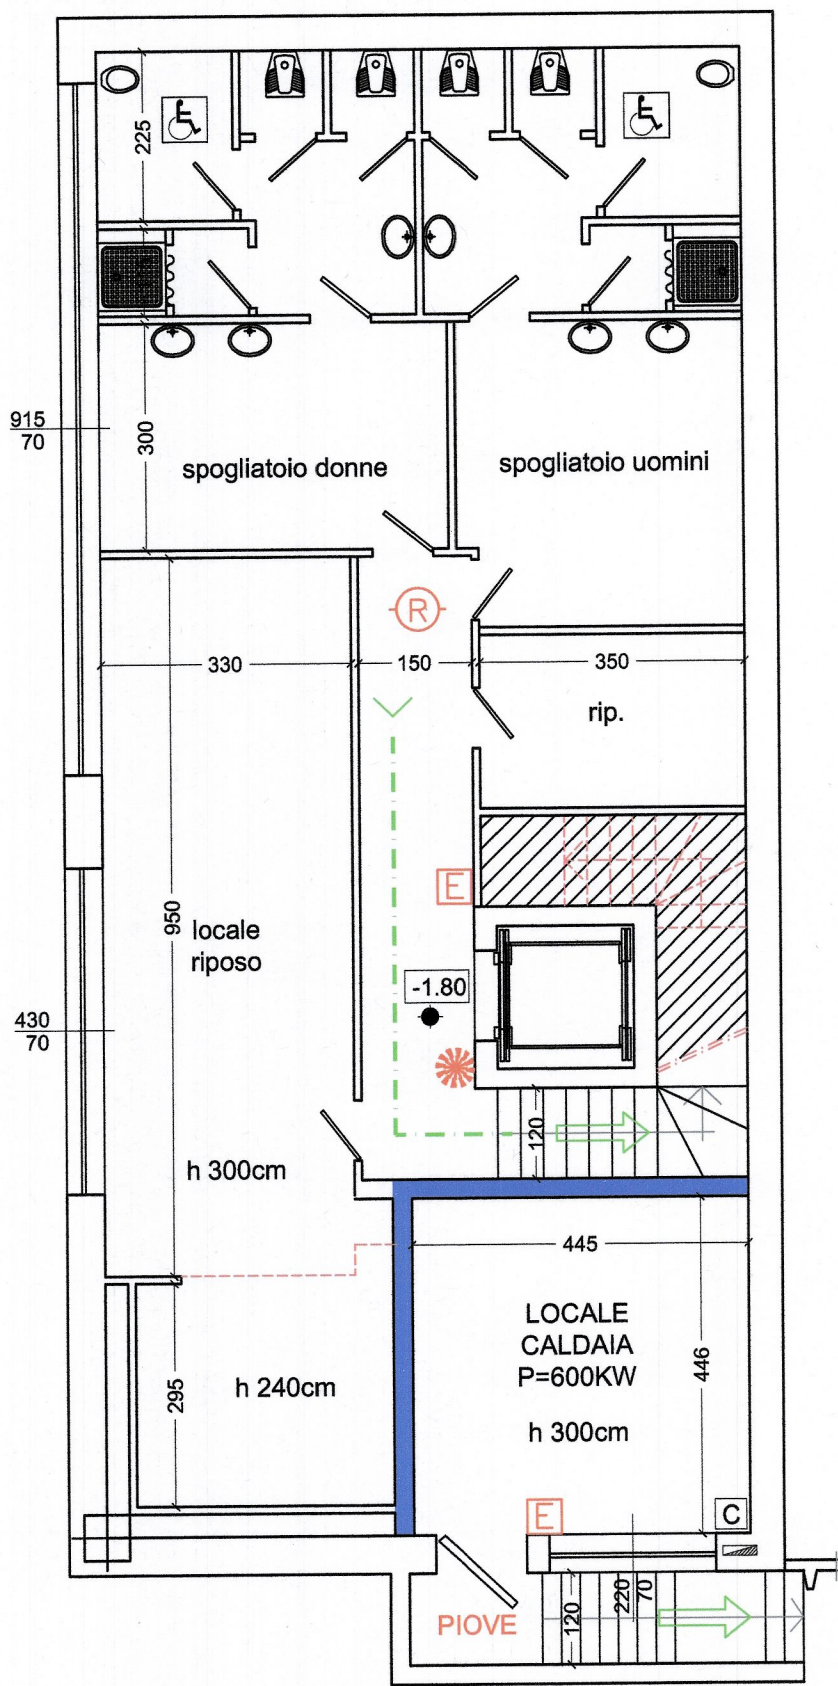 225
915
70
300
spogliatoio donne
spogliatoio uomini
R
330
150
350
rip.
950
E
locale
riposo
-1.80
430
70
120
h 300cm
445
LOCALE
CALDAIA
P=600KW
446
h 300cm
295
h 240cm
E
C
PIOVE
120
220
70